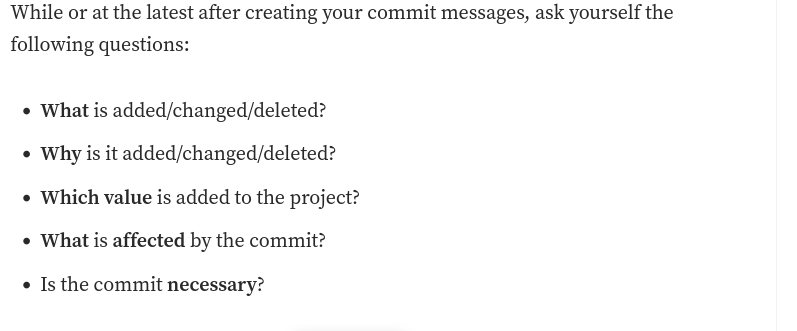 While or at the latest after creating your commit messages, ask yourself the
following questions:
• What is added/changed/deleted?
• Why is it added/changed/deleted?
• Which value is added to the project?
• What is affected by the commit?
• Is the commit necessary?